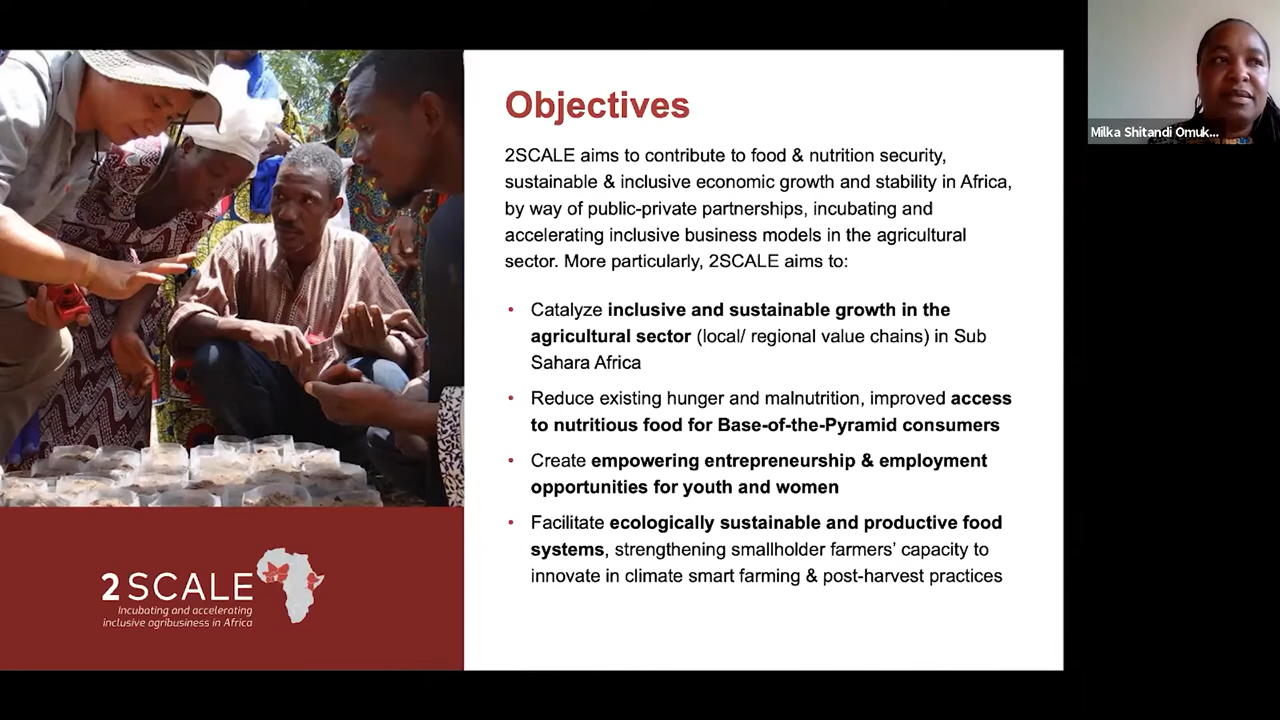 Objectives
2SCALE aims to contribute to food & nutrition security,
sustainable & inclusive economic growth and stability in Africa,
by way of public-private partnerships, incubating and
accelerating inclusive business models in the agricultural
sector. More particularly, 2SCALE aims to:
• Catalyze inclusive and sustainable growth in the
agricultural sector (local/ regional value chains) in Sub
Sahara Africa
• Reduce existing hunger and malnutrition, improved access
to nutritious food for Base-of-the-Pyramid consumers
• Create empowering entrepreneurship & employment
opportunities for youth and women
• Facilitate ecologically sustainable and productive food
systems, strengthening smallholder farmers’ capacity to
innovate in climate smart farming & post-harvest practices
2SCALE
Incubating and accelerating
inclusive agribusiness in Africa
Milka Shitandi Omuk...